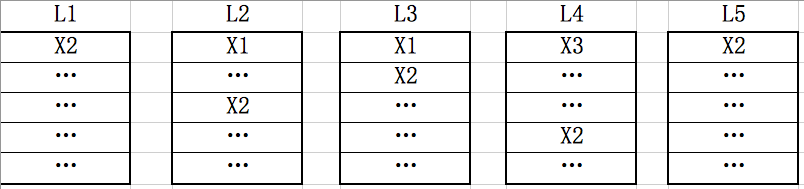 L1 L2 L3 L4 L5
X2 X1 X1 X3 X2
… … X2 … …
… X2 … … …
… … … X2 …
… … … … …